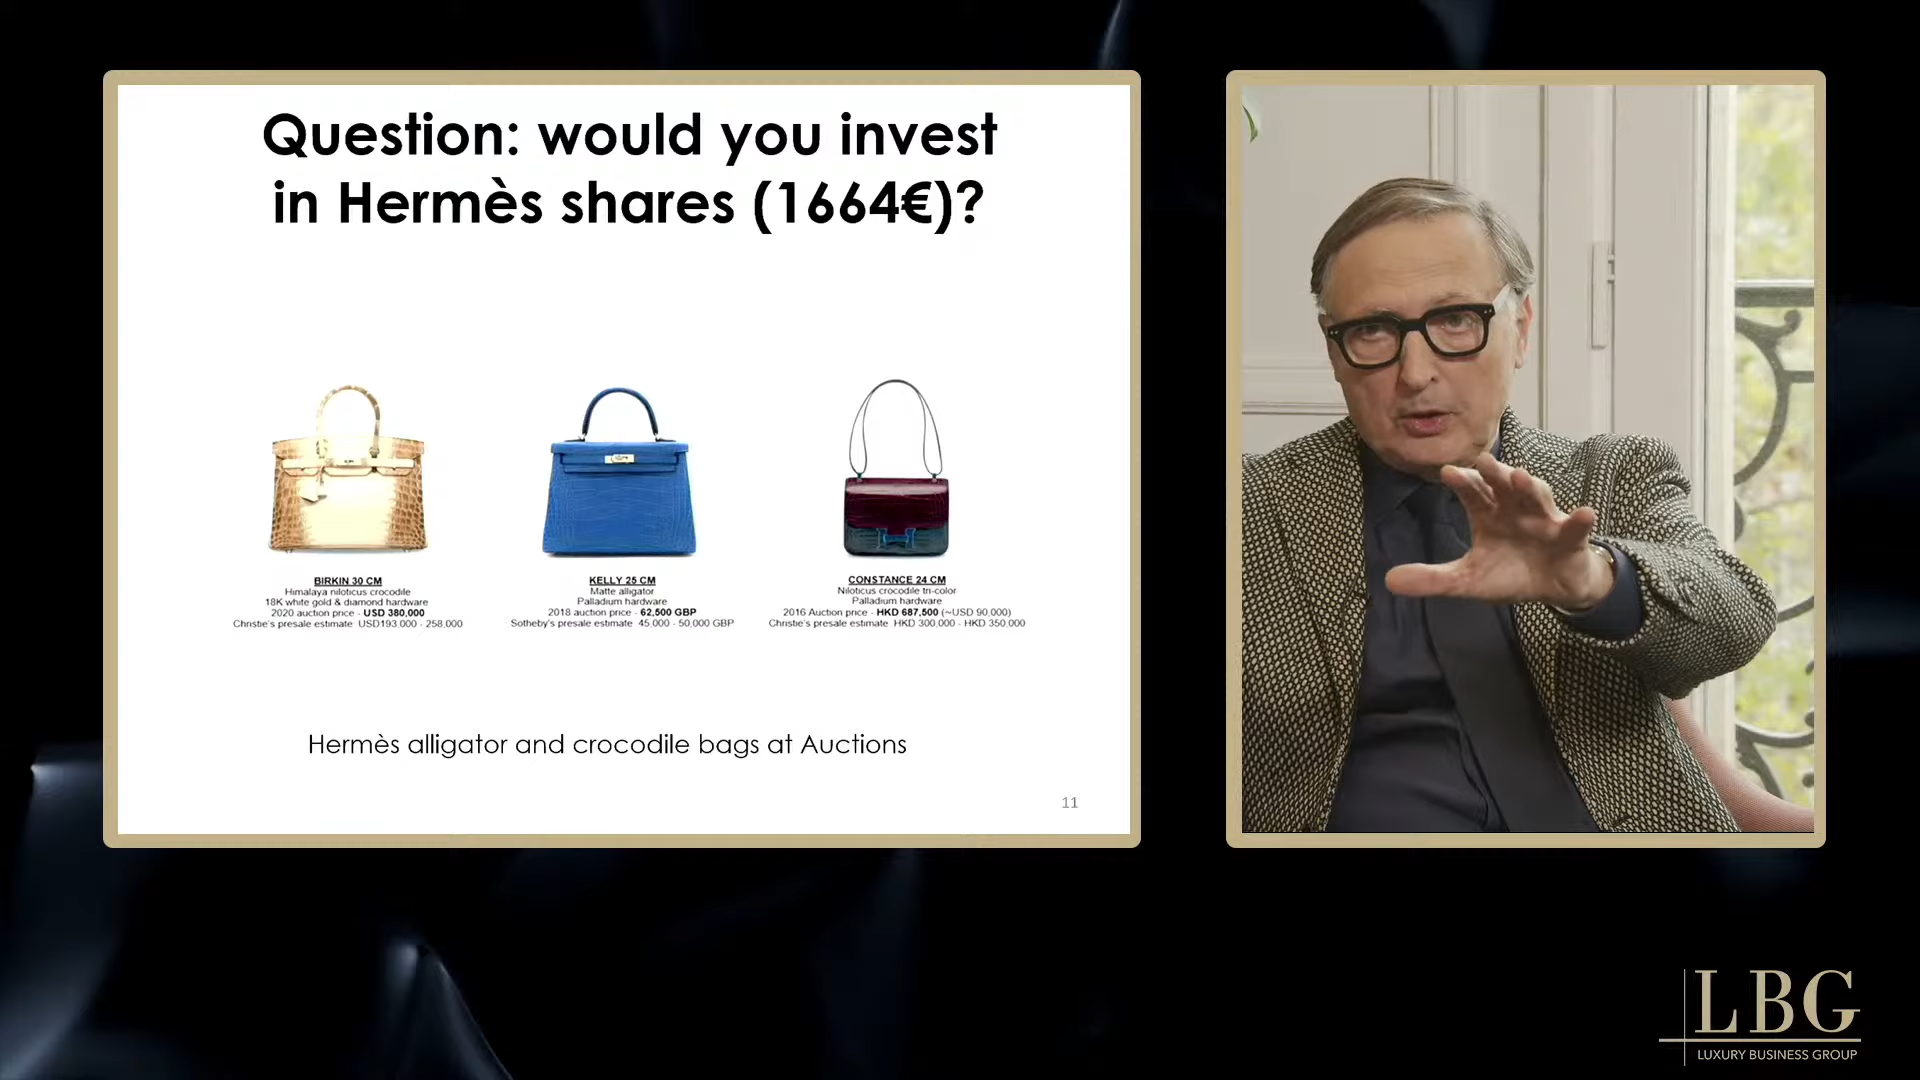 Question: would you invest
in Hermès shares (1664€)?
BIRKIN 30 CM
Himalaya niloticus crocodile
18K white gold & diamond hardware
2020 auction price - USD 380,000
Christie's presale estimate USD193,000 - 258,000
KELLY 25 CM
Matte alligator
Palladium hardware
2018 auction price - 62,500 GBP
Sotheby's presale estimate 45,000 - 50,000 GBP
CONSTANCE 24 CM
Niloticus crocodile tri-color
Palladium hardware
2016 Auction price - HKD 687,500 (~USD 90,000)
Christie's presale estimate HKD 300,000 - HKD 350,000
Hermès alligator and crocodile bags at Auctions
11
LBG
LUXURY BUSINESS GROUP